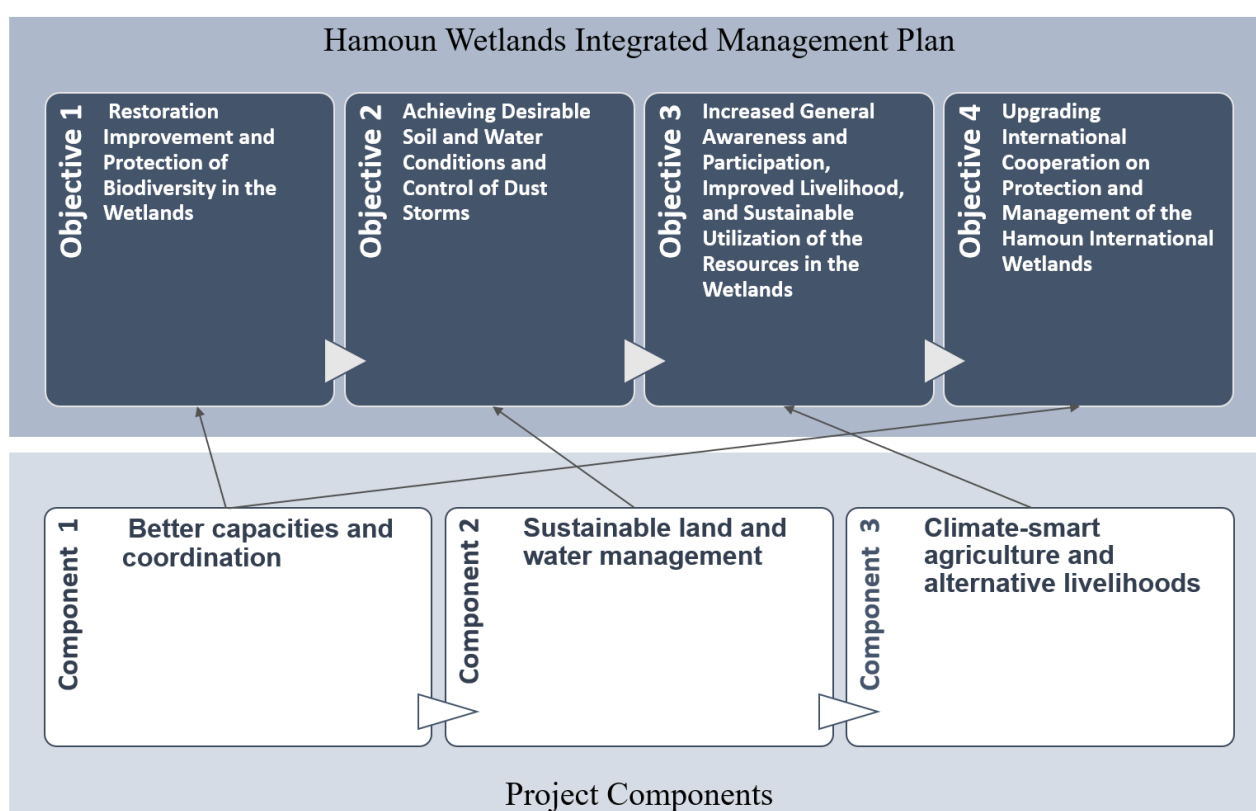 Hamoun Wetlands Integrated Management Plan
Objective 1
Restoration
Improvement and
Protection of
Biodiversity in the
Wetlands
Objective 2
Achieving Desirable
Soil and Water
Conditions and
Control of Dust
Storms
Objective 3
Increased General
Awareness and
Participation,
Improved Livelihood,
and Sustainable
Utilization of the
Resources in the
Wetlands
Objective 4
Upgrading
International
Cooperation on
Protection and
Management of the
Hamoun International
Wetlands
Component 1
Better capacities and
coordination
Component 2
Sustainable land and
water management
Component 3
Climate-smart
agriculture and
alternative livelihoods
Project Components